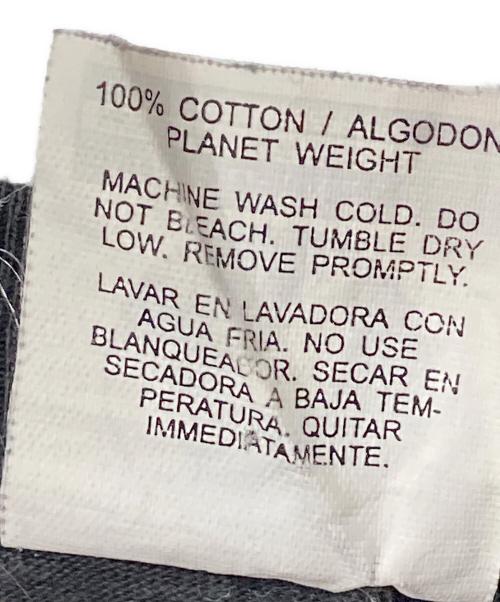 100% COTTON / ALGODON
PLANET WEIGHT
MACHINE WASH COLD. DO
NOT BLEACH. TUMBLE DRY
LOW. REMOVE PROMPTLY.
LAVAR EN LAVADORA CON
AGUA FRIA. NO USE
BLANQUEADOR. SECAR EN
SECADORA A BAJA TEM-
PERATURA. QUITAR
IMMEDIATAMENTE.